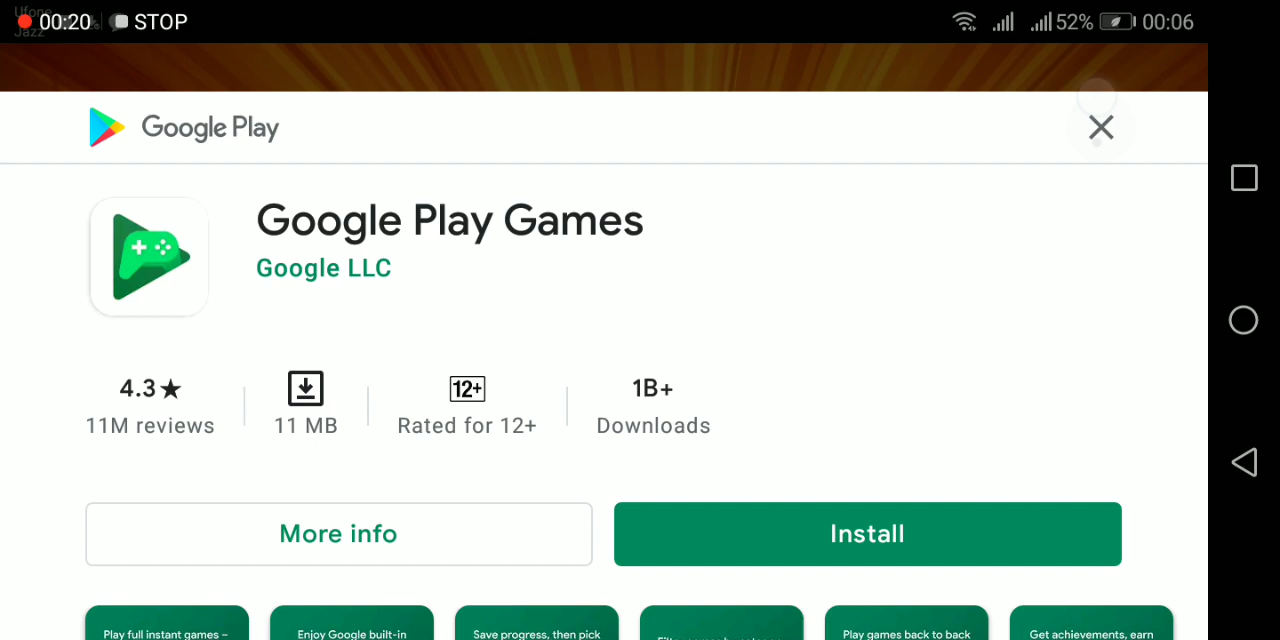 Ufone
Jazz
00:20 STOP 52% 00:06
Google Play
Google Play Games
Google LLC
4.3★ 12+ 1B+
11M reviews 11 MB Rated for 12+ Downloads
More info Install
Play full instant games – Enjoy Google built-in Save progress, then pick Play games back to back Get achievements, earn